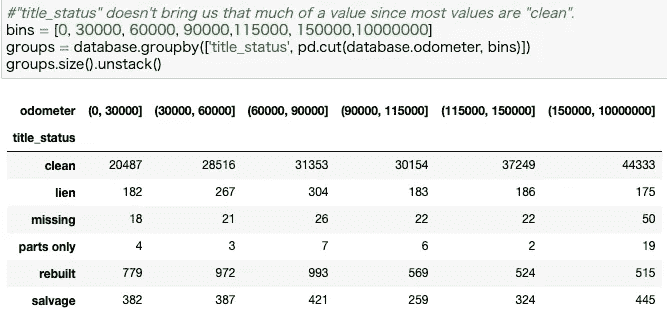 #"title_status" doesn't bring us that much of a value since most values are "clean".
bins = [0, 30000, 60000, 90000,115000, 150000,10000000]
groups = database.groupby(['title_status', pd.cut(database.odometer, bins)])
groups.size().unstack()
odometer (0, 30000] (30000, 60000] (60000, 90000] (90000, 115000] (115000, 150000] (150000, 10000000]
title_status
clean 20487 28516 31353 30154 37249 44333
lien 182 267 304 183 186 175
missing 18 21 26 22 22 50
parts only 4 3 7 6 2 19
rebuilt 779 972 993 569 524 515
salvage 382 387 421 259 324 445